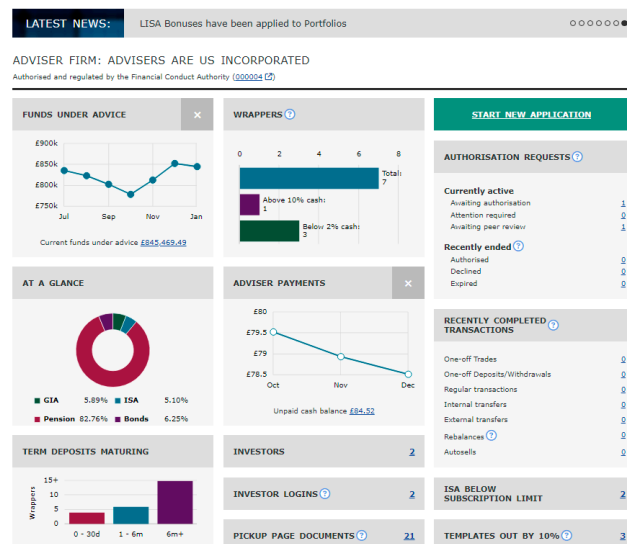 LATEST NEWS:
LISA Bonuses have been applied to Portfolios
ADVISER FIRM: ADVISERS ARE US INCORPORATED
Authorised and regulated by the Financial Conduct Authority (000004)
FUNDS UNDER ADVICE
×
£900k
£850k
£800k
£750k
Jul Sep Nov Jan
Current funds under advice £845,469.49
WRAPPERS ?
0 2 4 6 8
Total:
7
Above 10% cash:
1
Below 2% cash:
3
START NEW APPLICATION
AUTHORISATION REQUESTS ?
Currently active
Awaiting authorisation 1
Attention required 0
Awaiting peer review 1
Recently ended ?
Authorised 0
Declined 0
Expired 0
AT A GLANCE
GIA 5.89% ISA 5.10%
Pension 82.76% Bonds 6.25%
ADVISER PAYMENTS
×
£80
£79.5
£79
£78.5
Oct Nov Dec
Unpaid cash balance £84.52
RECENTLY COMPLETED
TRANSACTIONS ?
One-off Trades 0
One-off Deposits/Withdrawals 0
Regular transactions 0
Internal transfers 0
External transfers 0
Rebalances ? 0
Autosells 0
TERM DEPOSITS MATURING
Wrappers
15+
10
5
0
0 - 30d 1 - 6m 6m+
INVESTORS 2
INVESTOR LOGINS ? 2
PICKUP PAGE DOCUMENTS ? 21
ISA BELOW
SUBSCRIPTION LIMIT 2
TEMPLATES OUT BY 10% ? 3